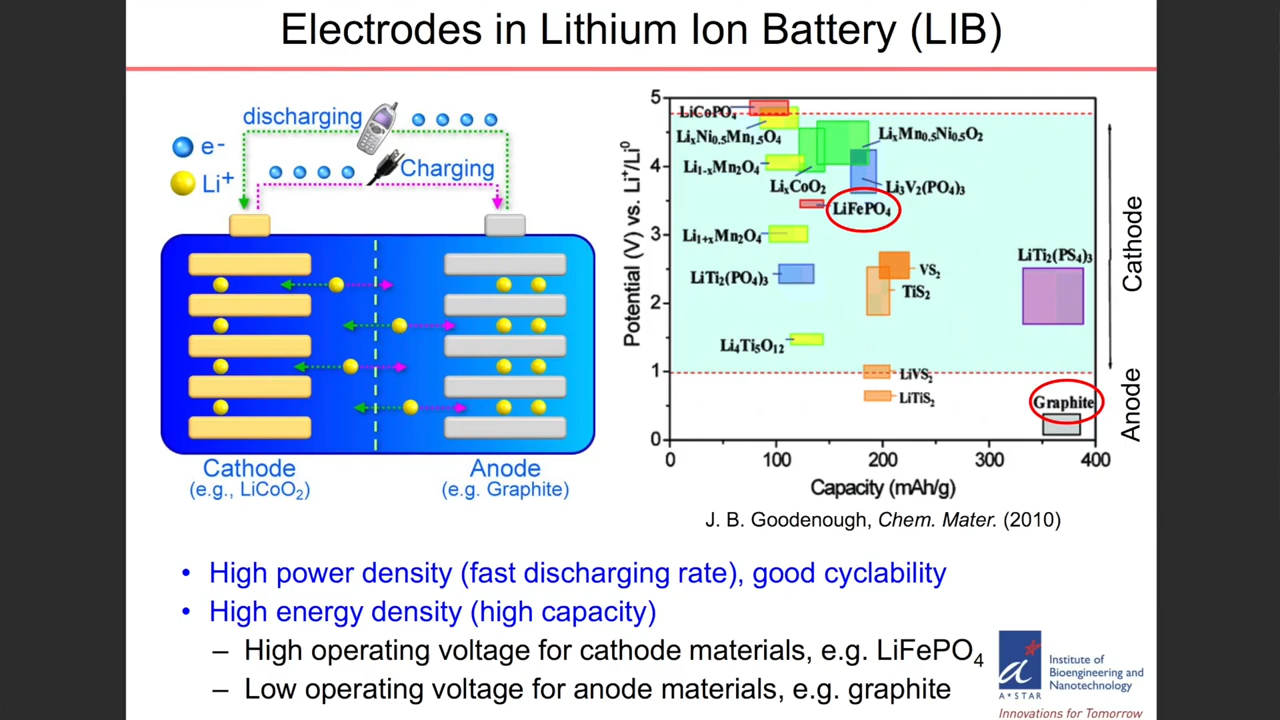 Electrodes in Lithium Ion Battery (LIB)
discharging
e-
Li⁺
Charging
Cathode
(e.g., LiCoO₂)
Anode
(e.g. Graphite)
Potential (V) vs. Li⁺/Li⁰
5
4
3
2
1
0
0
100
200
300
400
Capacity (mAh/g)
LiCoPO₄
LiₓNi₀.₅Mn₁.₅O₄
LiₓMn₀.₅Ni₀.₅O₂
Li₁₋ₓMn₂O₄
LiₓCoO₂
Li₃V₂(PO₄)₃
LiFePO₄
Li₁₊ₓMn₂O₄
LiTi₂(PO₄)₃
VS₂
TiS₂
LiTi₂(PS₄)₃
Li₄Ti₅O₁₂
LiVS₂
LiTiS₂
Graphite
Cathode
Anode
J. B. Goodenough, Chem. Mater. (2010)
• High power density (fast discharging rate), good cyclability
• High energy density (high capacity)
– High operating voltage for cathode materials, e.g. LiFePO₄
– Low operating voltage for anode materials, e.g. graphite
a
A★STAR
Institute of
Bioengineering and
Nanotechnology
Innovations for Tomorrow